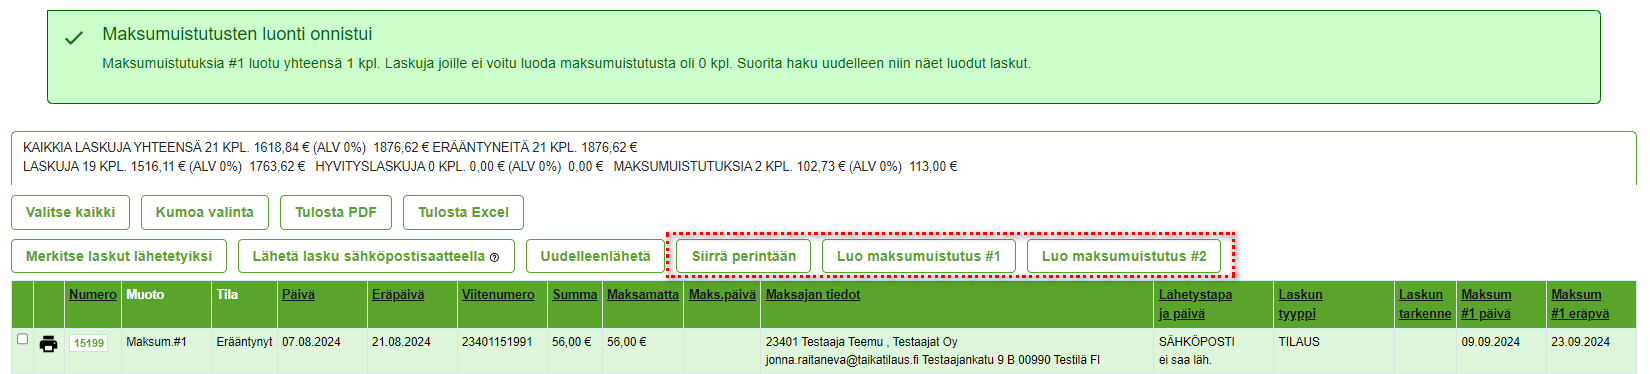 Maksumuistutusten luonti onnistui
Maksumuistutuksia #1 luotu yhteensä 1 kpl. Laskuja joille ei voitu luoda maksumuistutusta oli 0 kpl. Suorita haku uudelleen niin näet luodut laskut.
KAIKKIA LASKUJA YHTEENSÄ 21 KPL. 1618,84 € (ALV 0%) 1876,62 € ERÄÄNTYNEITÄ 21 KPL. 1876,62 €
LASKUJA 19 KPL. 1516,11 € (ALV 0%) 1763,62 € HYVITYSLASKUJA 0 KPL. 0,00 € (ALV 0%) 0,00 € MAKSUMUISTUTUKSIA 2 KPL. 102,73 € (ALV 0%) 113,00 €
Valitse kaikki Kumoa valinta Tulosta PDF Tulosta Excel
Merkitse laskut lähetetyiksi Lähetä lasku sähköpostisaatteella ? Uudelleenlähetä Siirrä perintään Luo maksumuistutus #1 Luo maksumuistutus #2
Numero Muoto Tila Päivä Eräpäivä Viitenumero Summa Maksamatta Maks.päivä Maksajan tiedot Lähetystapa Laskun Laskun Maksum Maksum
ja päivä tyyppi tarkenne #1 päivä #1 eräpvä
15199 Maksum.#1 Erääntynyt 07.08.2024 21.08.2024 23401151991 56,00 € 56,00 € 23401 Testaaja Teemu , Testaajat Oy SÄHKÖPOSTI TILAUS 09.09.2024 23.09.2024
jonna.raitaneva@taikatilaus.fi Testaajankatu 9 B 00990 Testilä FI ei saa läh.